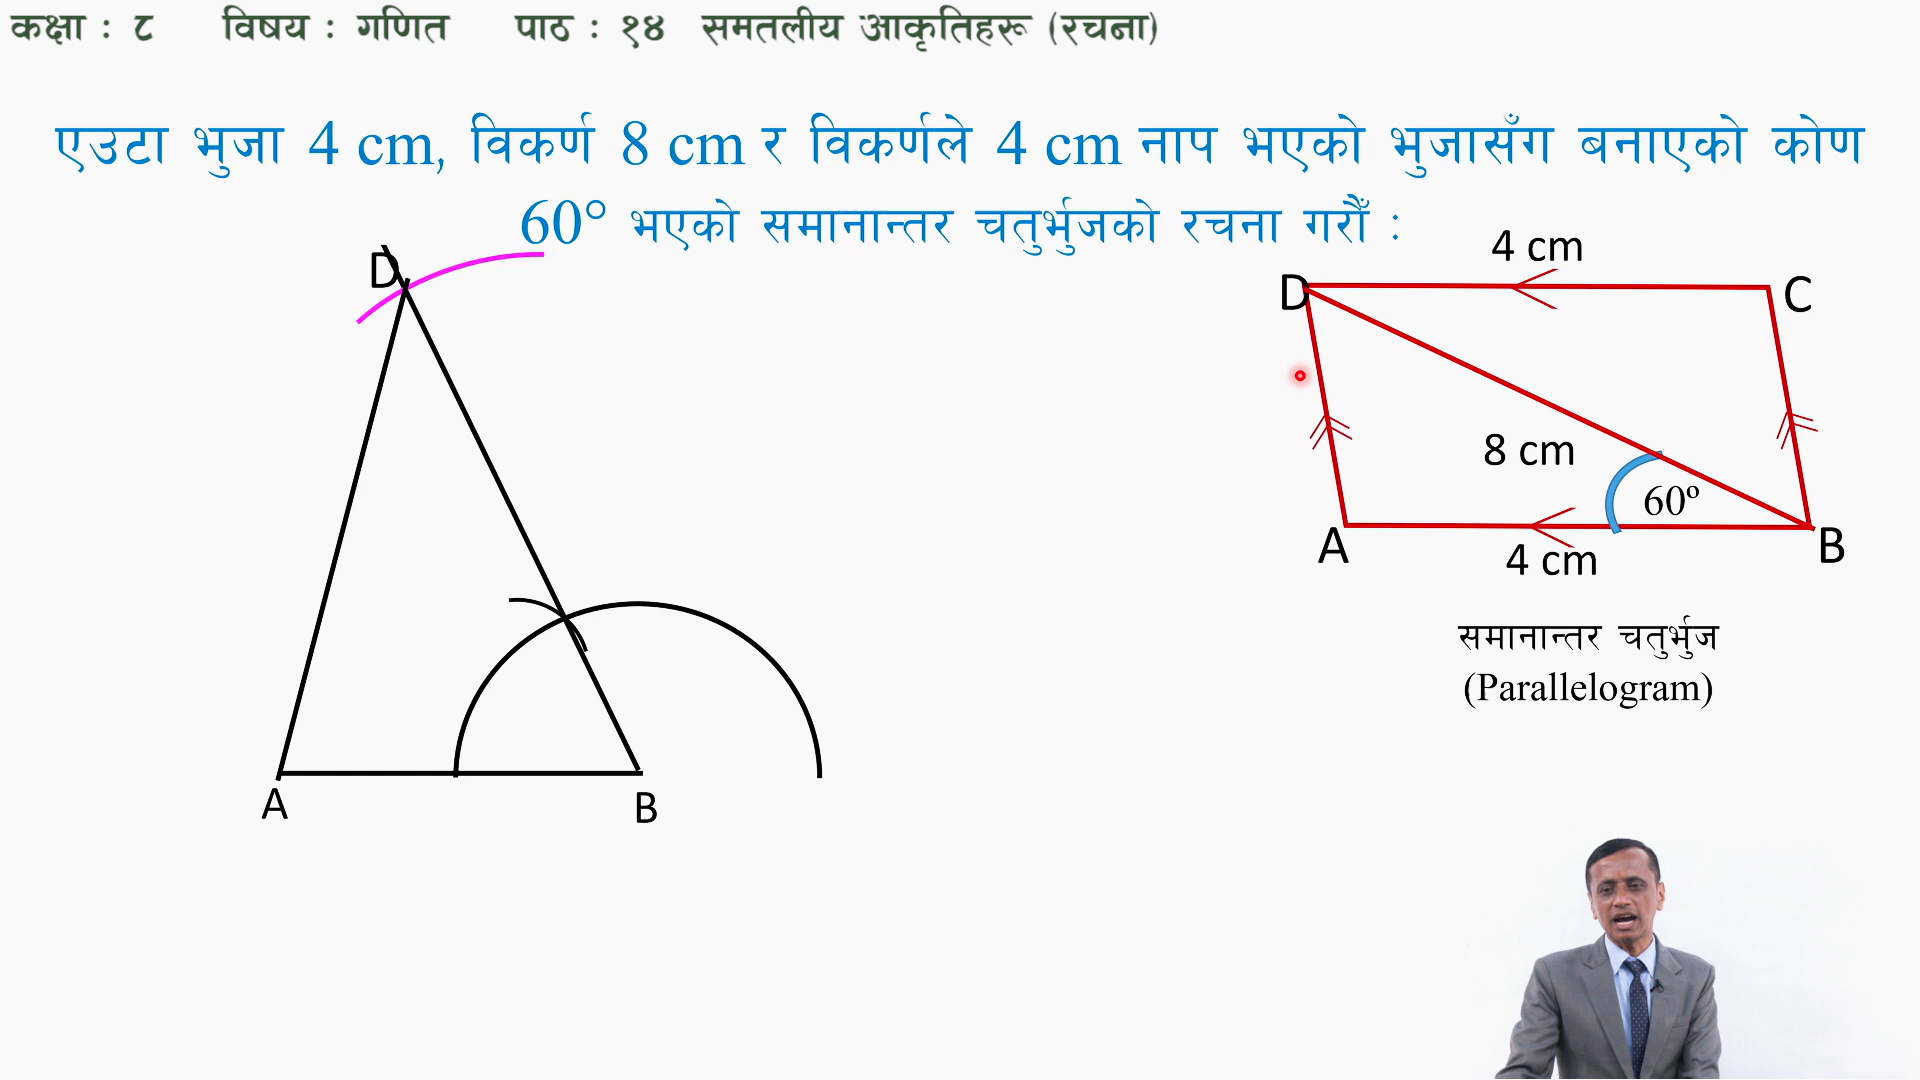 कक्षा : ८ विषय : गणित पाठ : १४ समतलीय आकृतिहरू (रचना)
एउटा भुजा 4 cm, विकर्ण 8 cm र विकर्णले 4 cm नाप भएको भुजासँग बनाएको कोण
60° भएको समानान्तर चतुर्भुजको रचना गरौँ :
D
A
B
4 cm
D
C
8 cm
60º
A
B
4 cm
समानान्तर चतुर्भुज
(Parallelogram)